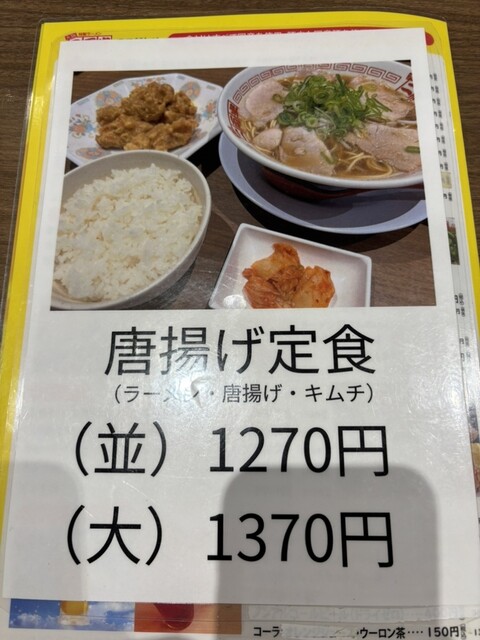 唐揚げ定食
（ラーメン・唐揚げ・キムチ）
（並）1270円
（大）1370円
コーラ
ウーロン茶‥‥150円